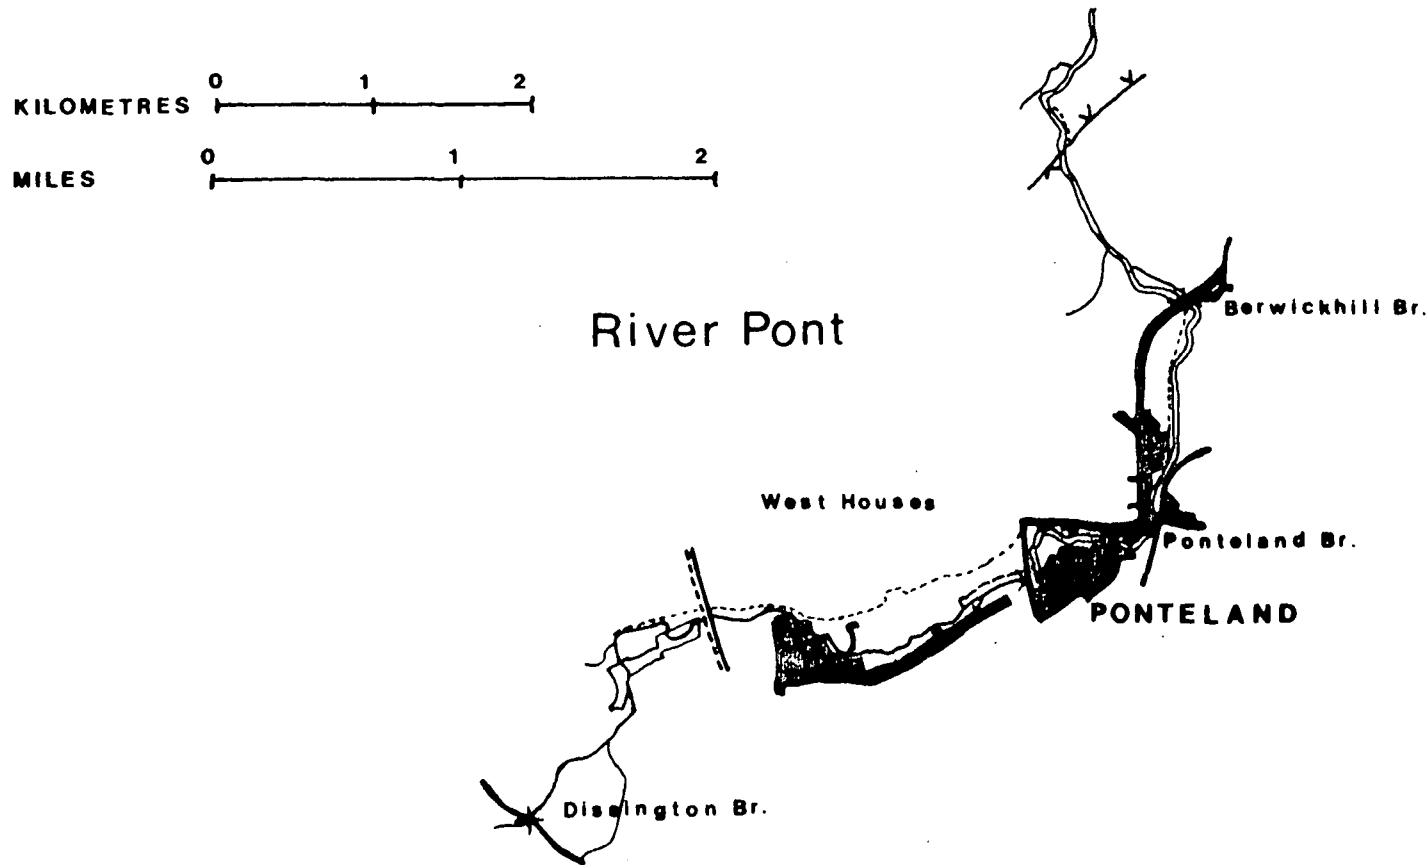 0 1 2
KILOMETRES
0 1 2
MILES
Berwickhill Br.
River Pont
West Houses
Ponteland Br.
PONTELAND
Dissington Br.